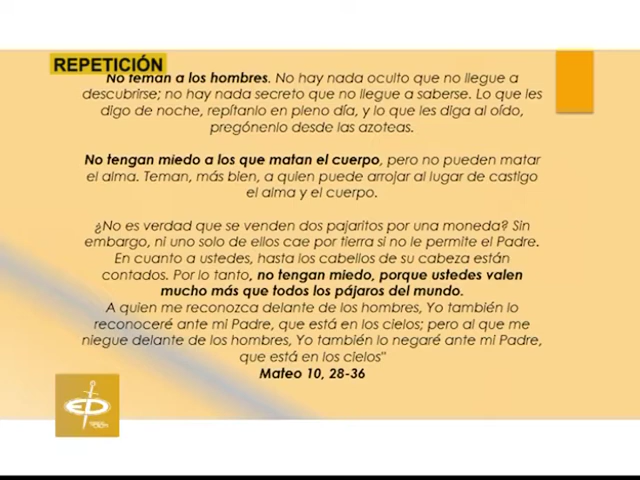 REPETICIÓN
No teman a los hombres. No hay nada oculto que no llegue a
descubrirse; no hay nada secreto que no llegue a saberse. Lo que les
digo de noche, repítanlo en pleno día, y lo que les diga al oído,
pregónenlo desde las azoteas.
No tengan miedo a los que matan el cuerpo, pero no pueden matar
el alma. Teman, más bien, a quien puede arrojar al lugar de castigo
el alma y el cuerpo.
¿No es verdad que se venden dos pajaritos por una moneda? Sin
embargo, ni uno solo de ellos cae por tierra si no le permite el Padre.
En cuanto a ustedes, hasta los cabellos de su cabeza están
contados. Por lo tanto, no tengan miedo, porque ustedes valen
mucho más que todos los pájaros del mundo.
A quien me reconozca delante de los hombres, Yo también lo
reconoceré ante mi Padre, que está en los cielos; pero al que me
niegue delante de los hombres, Yo también lo negaré ante mi Padre,
que está en los cielos"
Mateo 10, 28-36